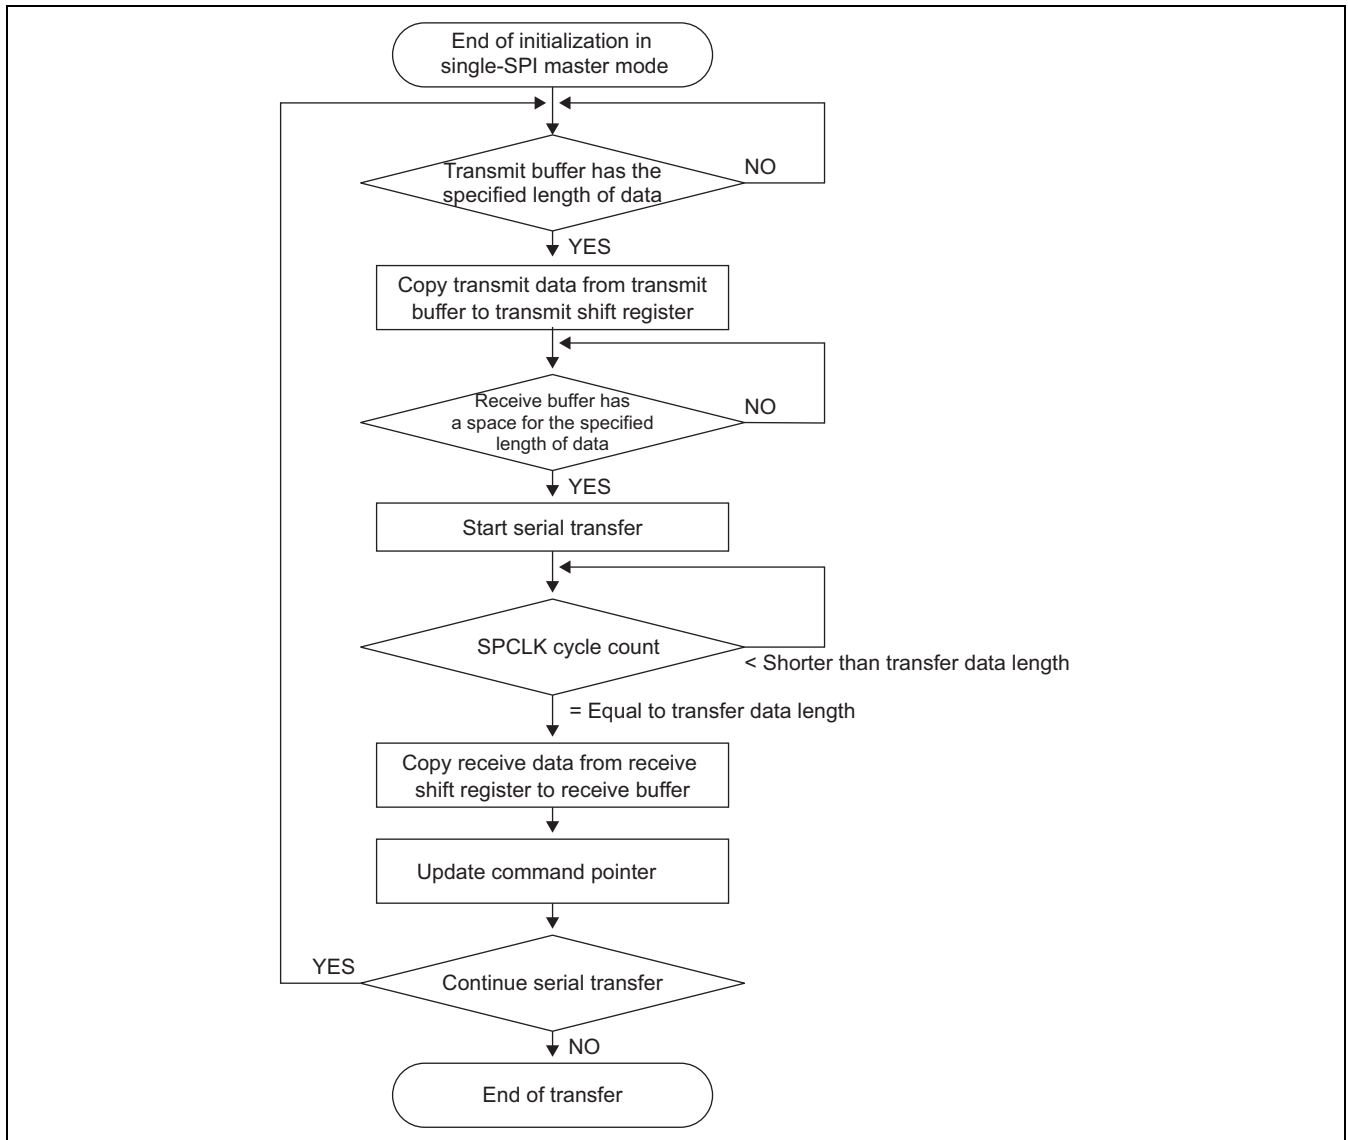 End of initialization in
single-SPI master mode
Transmit buffer has the
specified length of data
NO
YES
Copy transmit data from transmit
buffer to transmit shift register
Receive buffer has
a space for the specified
length of data
NO
YES
Start serial transfer
SPCLK cycle count
< Shorter than transfer data length
= Equal to transfer data length
Copy receive data from receive
shift register to receive buffer
Update command pointer
YES
Continue serial transfer
NO
End of transfer